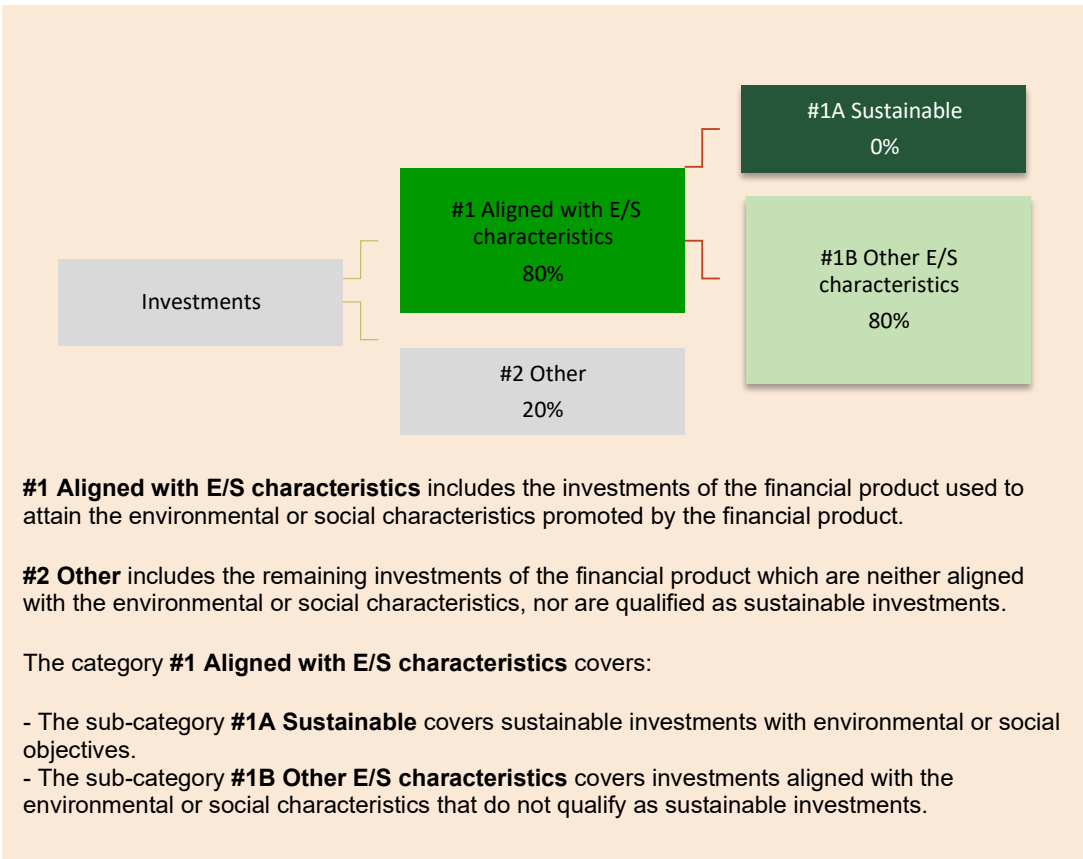 #1A Sustainable
0%
#1 Aligned with E/S
characteristics
80%
#1B Other E/S
characteristics
80%
Investments
#2 Other
20%
#1 Aligned with E/S characteristics includes the investments of the financial product used to
attain the environmental or social characteristics promoted by the financial product.
#2 Other includes the remaining investments of the financial product which are neither aligned
with the environmental or social characteristics, nor are qualified as sustainable investments.
The category #1 Aligned with E/S characteristics covers:
- The sub-category #1A Sustainable covers sustainable investments with environmental or social
objectives.
- The sub-category #1B Other E/S characteristics covers investments aligned with the
environmental or social characteristics that do not qualify as sustainable investments.